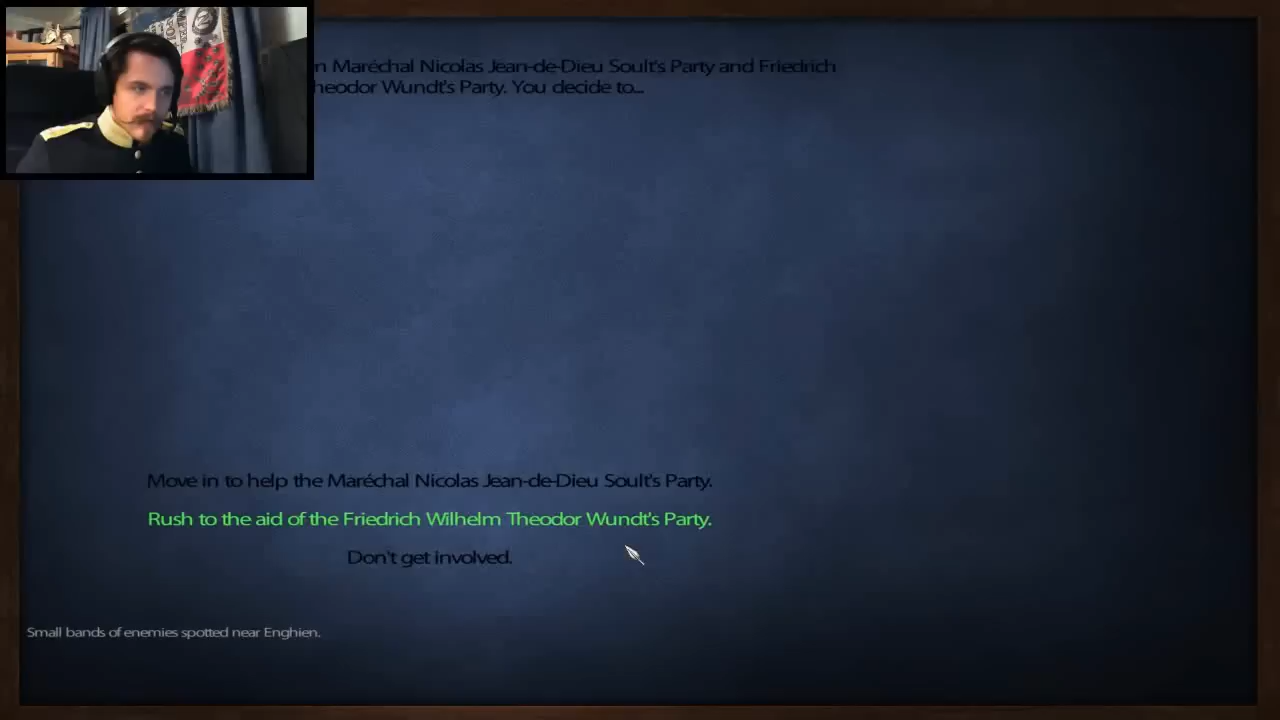 n Maréchal Nicolas Jean-de-Dieu Soult's Party and Friedrich
heodor Wundt's Party. You decide to...
Move in to help the Maréchal Nicolas Jean-de-Dieu Soult's Party.
Rush to the aid of the Friedrich Wilhelm Theodor Wundt's Party.
Don't get involved.
Small bands of enemies spotted near Enghien.